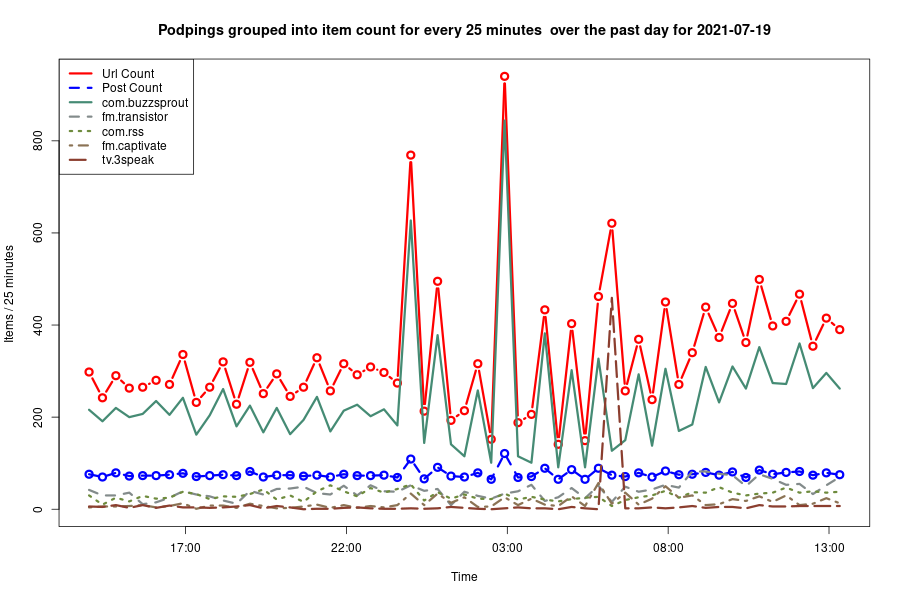 Podpings grouped into item count for every 25 minutes  over the past day for 2021-07-19
Url Count
Post Count
com.buzzsprout
fm.transistor
com.rss
fm.captivate
tv.3speak
Items / 25 minutes
800
600
400
200
0
17:00 22:00 03:00 08:00 13:00
Time